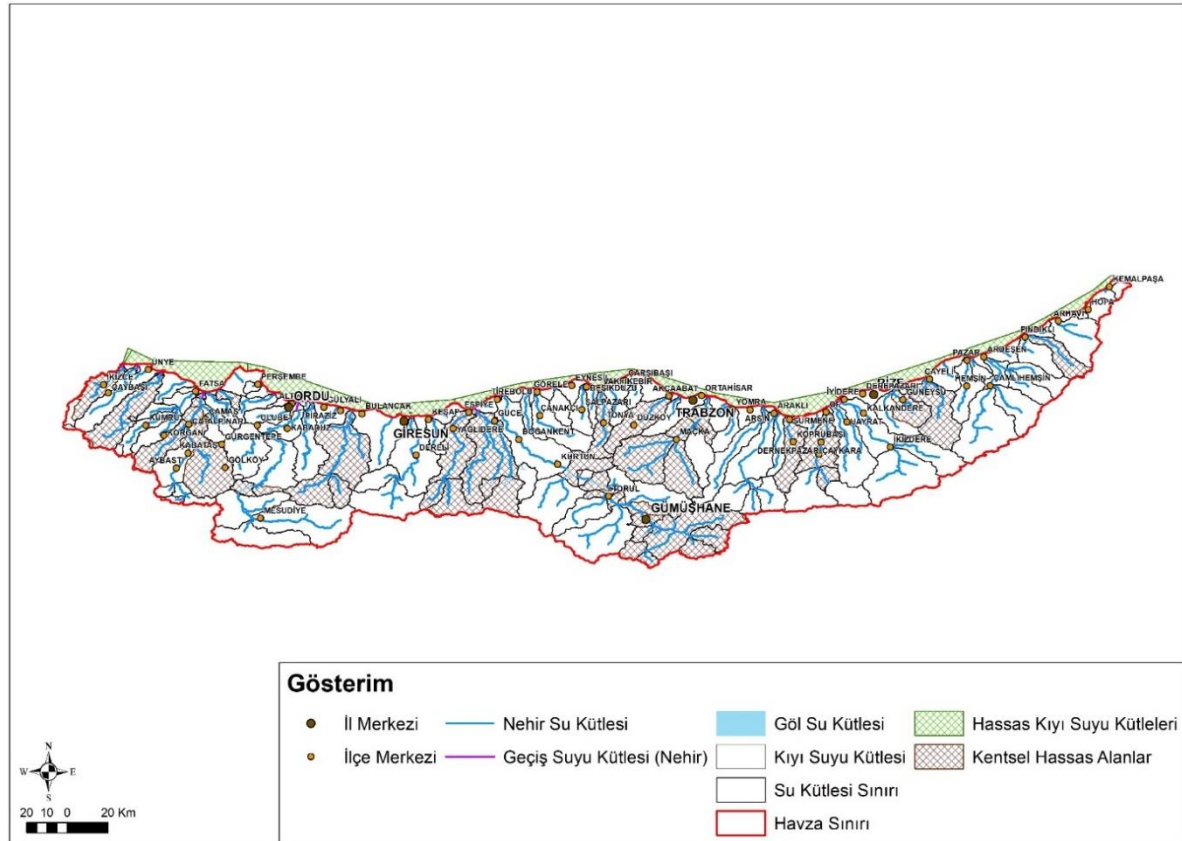 KEMALPAŞA
HOPA
ARHAVİ
FINDIKLI
ARDEŞEN
PAZAR
ÇAYELİ
HEMŞİN
ÇAMLIHEMŞİN
GÜNEYSU
DEREPAZARI
İYİDERE
OF
KALKANDERE
HAYRAT
İKİZDERE
SÜRMENE
KÖPRÜBAŞI
DERNEKPAZARI
ÇAYKARA
ARAKLI
ARSİN
YOMRA
ORTAHİSAR
TRABZON
AKÇAABAT
MAÇKA
DÜZKÖY
TONYA
ÇARŞIBAŞI
VAKFIKEBİR
BEŞİKDÜZÜ
ŞALPAZARI
EYNESİL
GÖRELE
ÇANAKÇI
TİREBOLU
GÜCE
DOĞANKENT
KÜRTÜN
TORUL
GÜMÜŞHANE
ESPİYE
YAĞLIDERE
KEŞAP
GİRESUN
DERELİ
BULANCAK
PİRAZİZ
GÜLYALI
ORDU
PERŞEMBE
ULUBEY
KABADÜZ
GÜRGENTEPE
GÖLKÖY
MESUDİYE
FATSA
ÜNYE
İKİZCE
ÇAYBAŞI
KUMRU
KORGAN
ÇAMAŞ
ÇATALPINAR
KABATAŞ
AYBASTI
Gösterim
İl Merkezi
İlçe Merkezi
Nehir Su Kütlesi
Geçiş Suyu Kütlesi (Nehir)
Göl Su Kütlesi
Kıyı Suyu Kütlesi
Su Kütlesi Sınırı
Havza Sınırı
Hassas Kıyı Suyu Kütleleri
Kentsel Hassas Alanlar
N
W E
S
20 10 0 20 Km